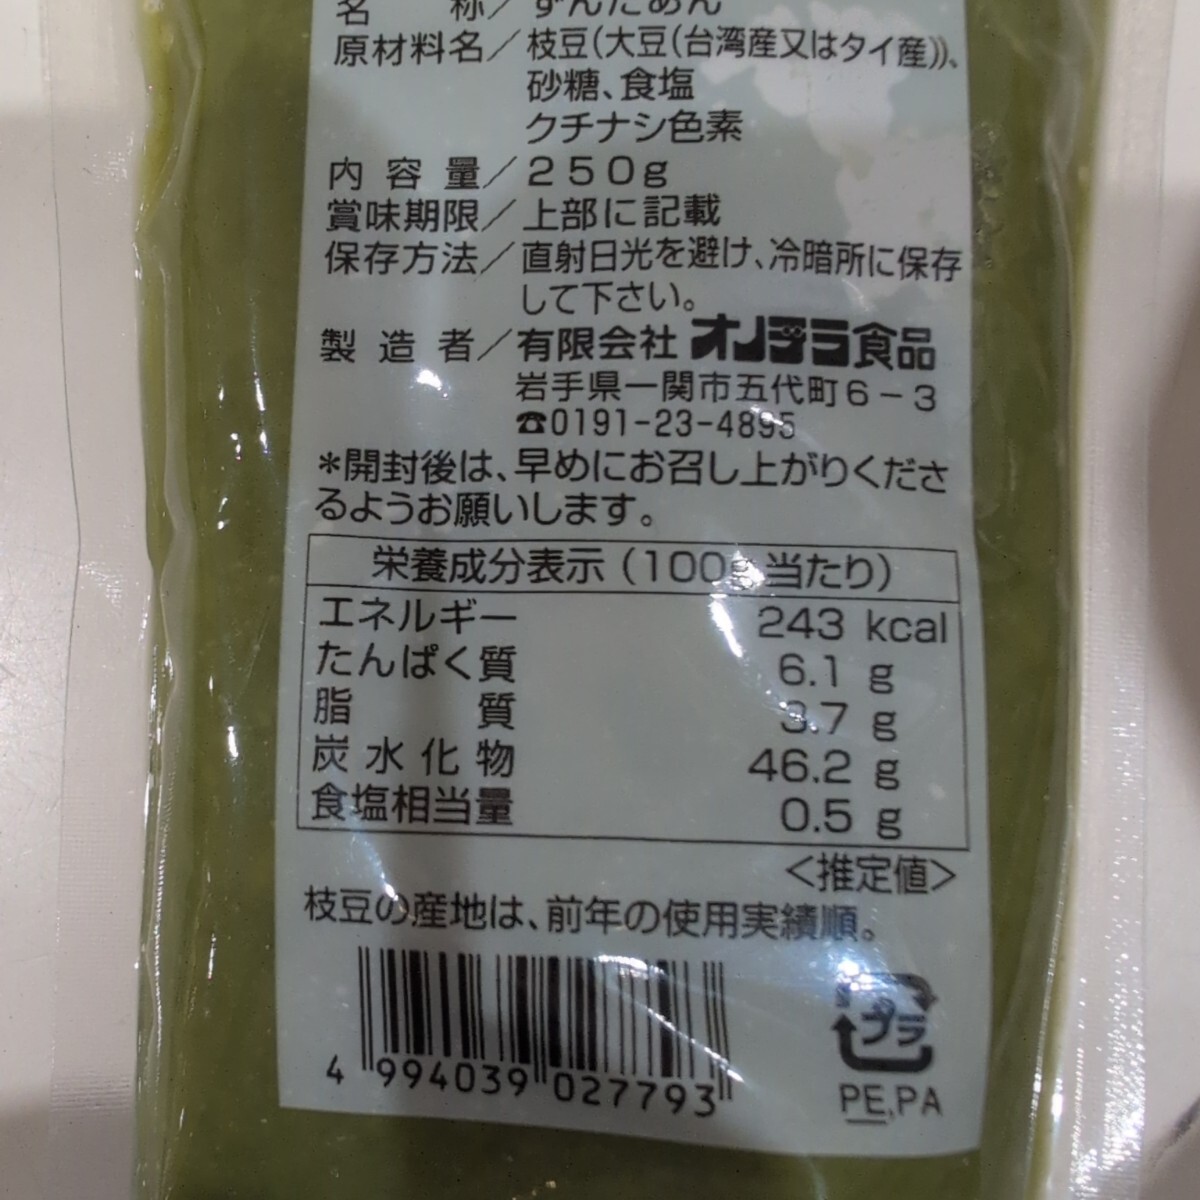 名称／ずんだあん
原材料名／枝豆(大豆(台湾産又はタイ産))、
砂糖、食塩
クチナシ色素
内容量／250g
賞味期限／上部に記載
保存方法／直射日光を避け、冷暗所に保存
して下さい。
製造者／有限会社 オノデラ食品
岩手県一関市五代町6－3
☎0191-23-4895
*開封後は、早めにお召し上がりくださ
るようお願いします。
栄養成分表示（100g当たり）
エネルギー 243 kcal
たんぱく質 6.1 g
脂質 3.7 g
炭水化物 46.2 g
食塩相当量 0.5 g
<推定値>
枝豆の産地は、前年の使用実績順。
プラ
4 994039 027793
PE,PA